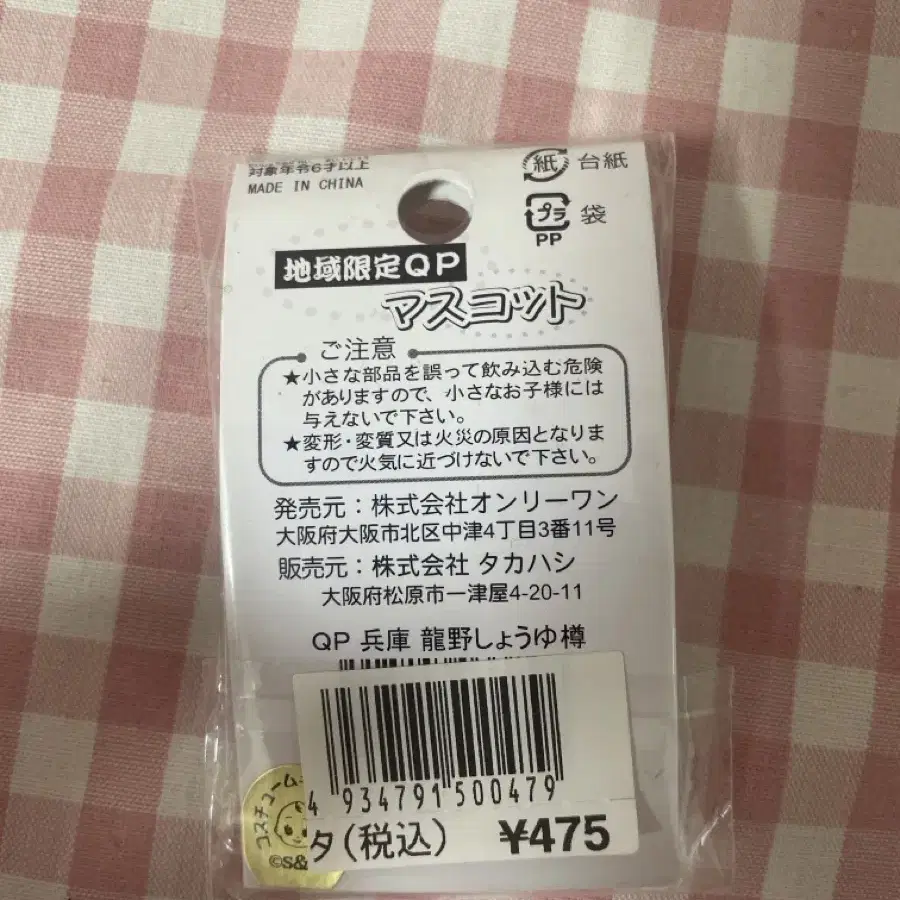 対象年令6才以上
MADE IN CHINA
紙 台紙
プラ 袋
PP
地域限定QP
マスコット
ご注意
★小さな部品を誤って飲み込む危険
がありますので、小さなお子様には
与えないで下さい。
★変形・変質又は火災の原因となりま
すので火気に近づけないで下さい。
発売元：株式会社オンリーワン
大阪府大阪市北区中津4丁目3番11号
販売元：株式会社 タカハシ
大阪府松原市一津屋4-20-11
QP 兵庫 龍野しょうゆ樽
4 934791 500479
コスチューム
©S&
タ(税込) ¥475